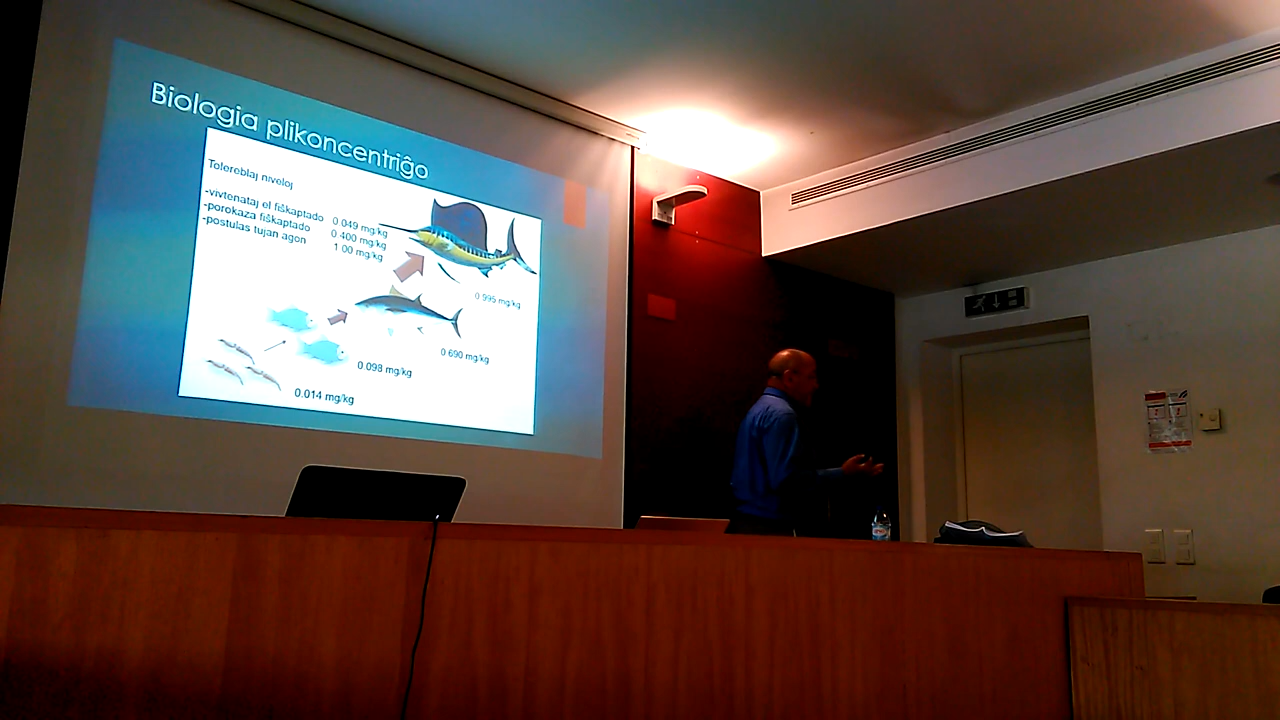 Biologia plikoncentriĝo
Tolereblaj niveloj
-vivtenataj el fiŝkaptado 0.049 mg/kg
-porokaza fiŝkaptado 0.400 mg/kg
-postulas tujan agon 1.00 mg/kg
0.595 mg/kg
0.690 mg/kg
0.098 mg/kg
0.014 mg/kg